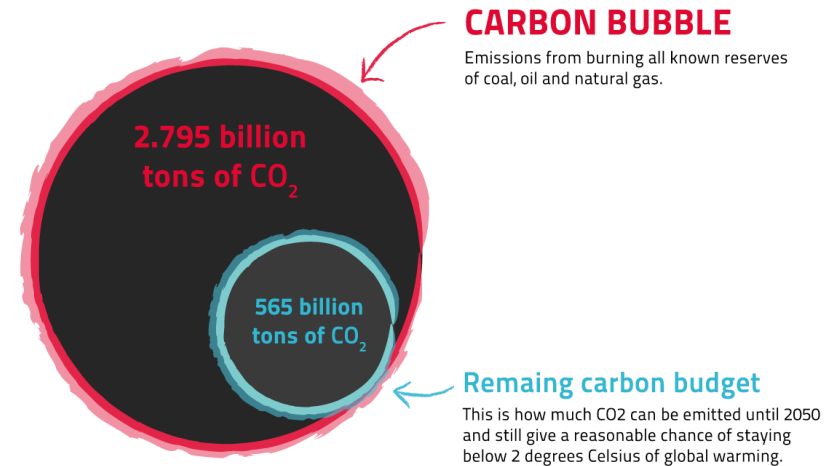 CARBON BUBBLE
Emissions from burning all known reserves
of coal, oil and natural gas.
2.795 billion
tons of CO2
565 billion
tons of CO2
Remaing carbon budget
This is how much CO2 can be emitted until 2050
and still give a reasonable chance of staying
below 2 degrees Celsius of global warming.